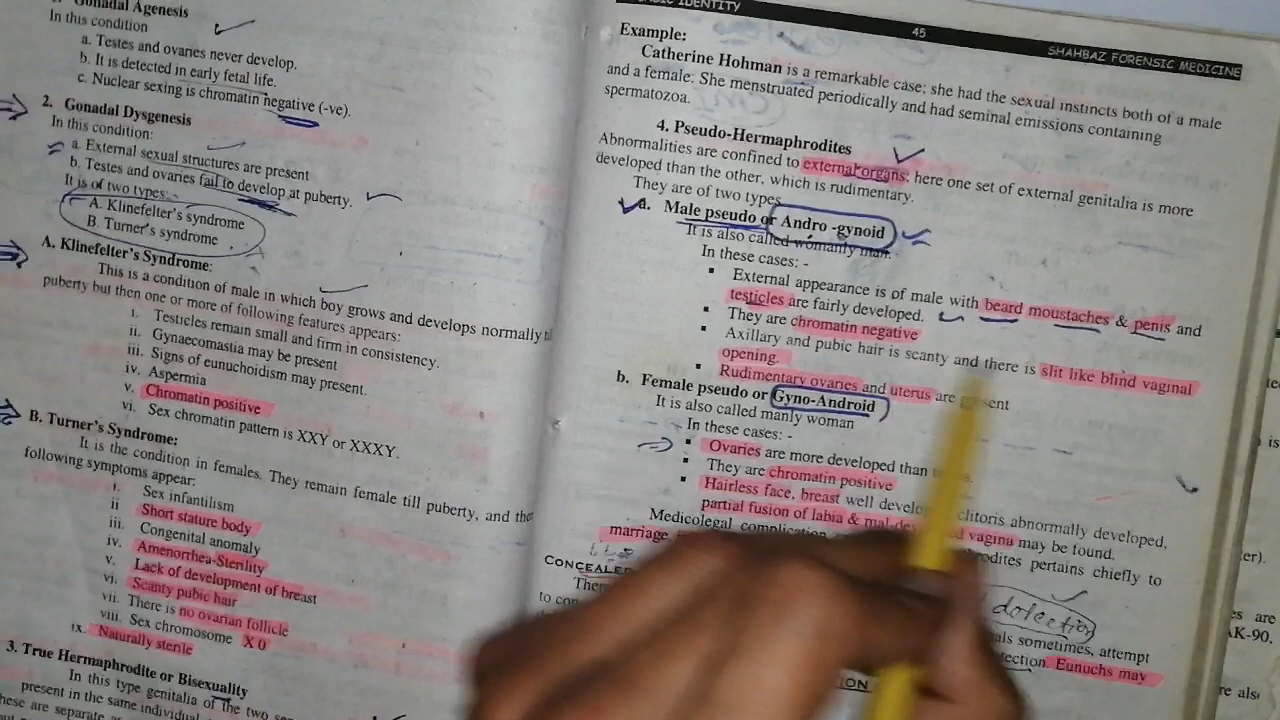 Gonadal Agenesis
In this condition
a. Testes and ovaries never develop.
b. It is detected in early fetal life.
c. Nuclear sexing is chromatin negative (-ve).
2. Gonadal Dysgenesis
In this condition:
a. External sexual structures are present
b. Testes and ovaries fail to develop at puberty.
It is of two types:-
A. Klinefelter's syndrome
B. Turner's syndrome
A. Klinefelter's Syndrome:
This is a condition of male in which boy grows and develops normally
puberty but then one or more of following features appears:
i. Testicles remain small and firm in consistency.
ii. Gynaecomastia may be present
iii. Signs of eunuchoidism may present.
iv. Aspermia
v. Chromatin positive
vi. Sex chromatin pattern is XXY or XXXY.
B. Turner's Syndrome:
It is the condition in females. They remain female till puberty, and
following symptoms appear:
i. Sex infantilism
ii Short stature body
iii. Congenital anomaly
iv. Amenorrhea-Sterility
v. Lack of development of breast
vi. Scanty pubic hair
vii. There is no ovarian follicle
viii. Sex chromosome X 0
ix. Naturally sterile
3. True Hermaphrodite or Bisexuality
In this type genitalia of the two
present in the same individual
are separate
IDENTITY
45
SHAHBAZ FORENSIC MEDICINE
Example:
Catherine Hohman is a remarkable case; she had the sexual instincts both of a male
and a female. She menstruated periodically and had seminal emissions containing
spermatozoa.
4. Pseudo-Hermaphrodites
Abnormalities are confined to external organs; here one set of external genitalia is more
developed than the other, which is rudimentary.
They are of two types
a. Male pseudo or Andro -gynoid
It is also called womanly man.
In these cases: -
▪ External appearance is of male with beard moustaches & penis and
testicles are fairly developed.
▪ They are chromatin negative
▪ Axillary and pubic hair is scanty and there is slit like blind vaginal
opening.
▪ Rudimentary ovaries and uterus are present
b. Female pseudo or Gyno-Android
It is also called manly woman
In these cases: -
▪ Ovaries are more developed than
▪ They are chromatin positive
▪ Hairless face, breast well clitoris abnormally developed,
partial fusion of labia & vagina may be found.
Medicolegal pertains chiefly to
marriage,
to
sometimes, attempt
Eunuchs may
AK-90.